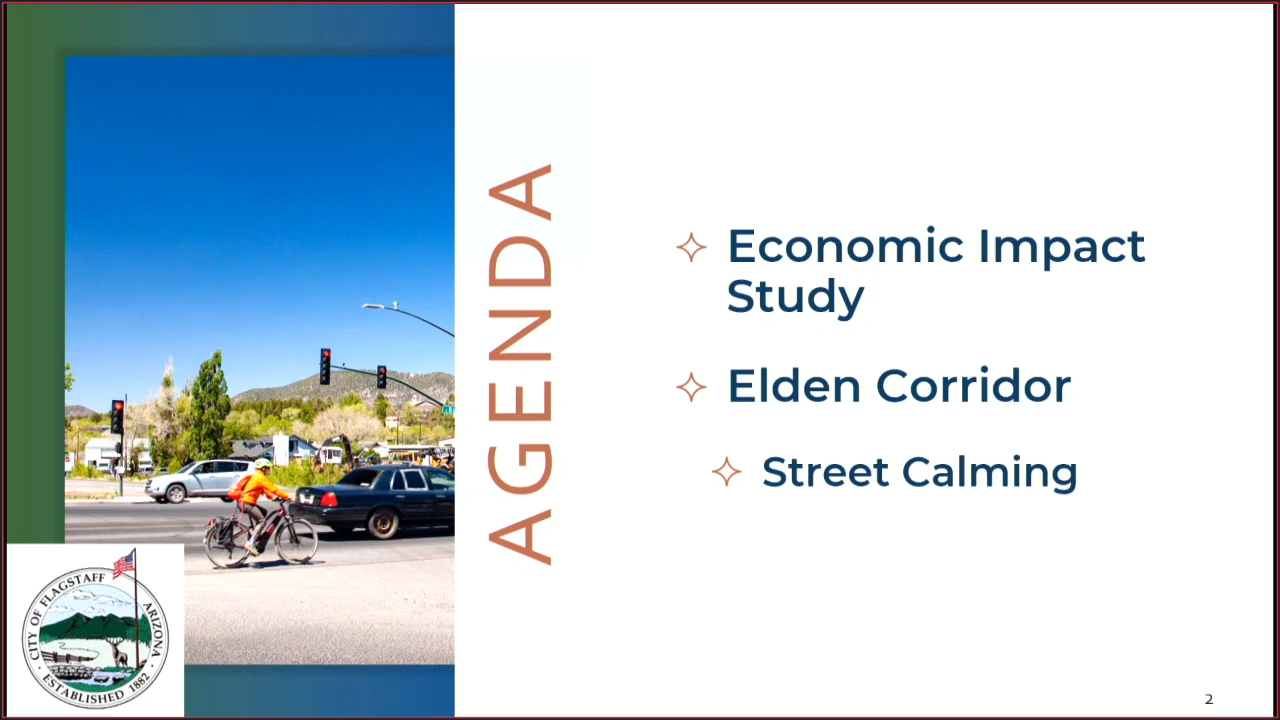 AGENDA
Economic Impact
Study
Elden Corridor
Street Calming
CITY OF FLAGSTAFF
ARIZONA
ESTABLISHED 1882
2